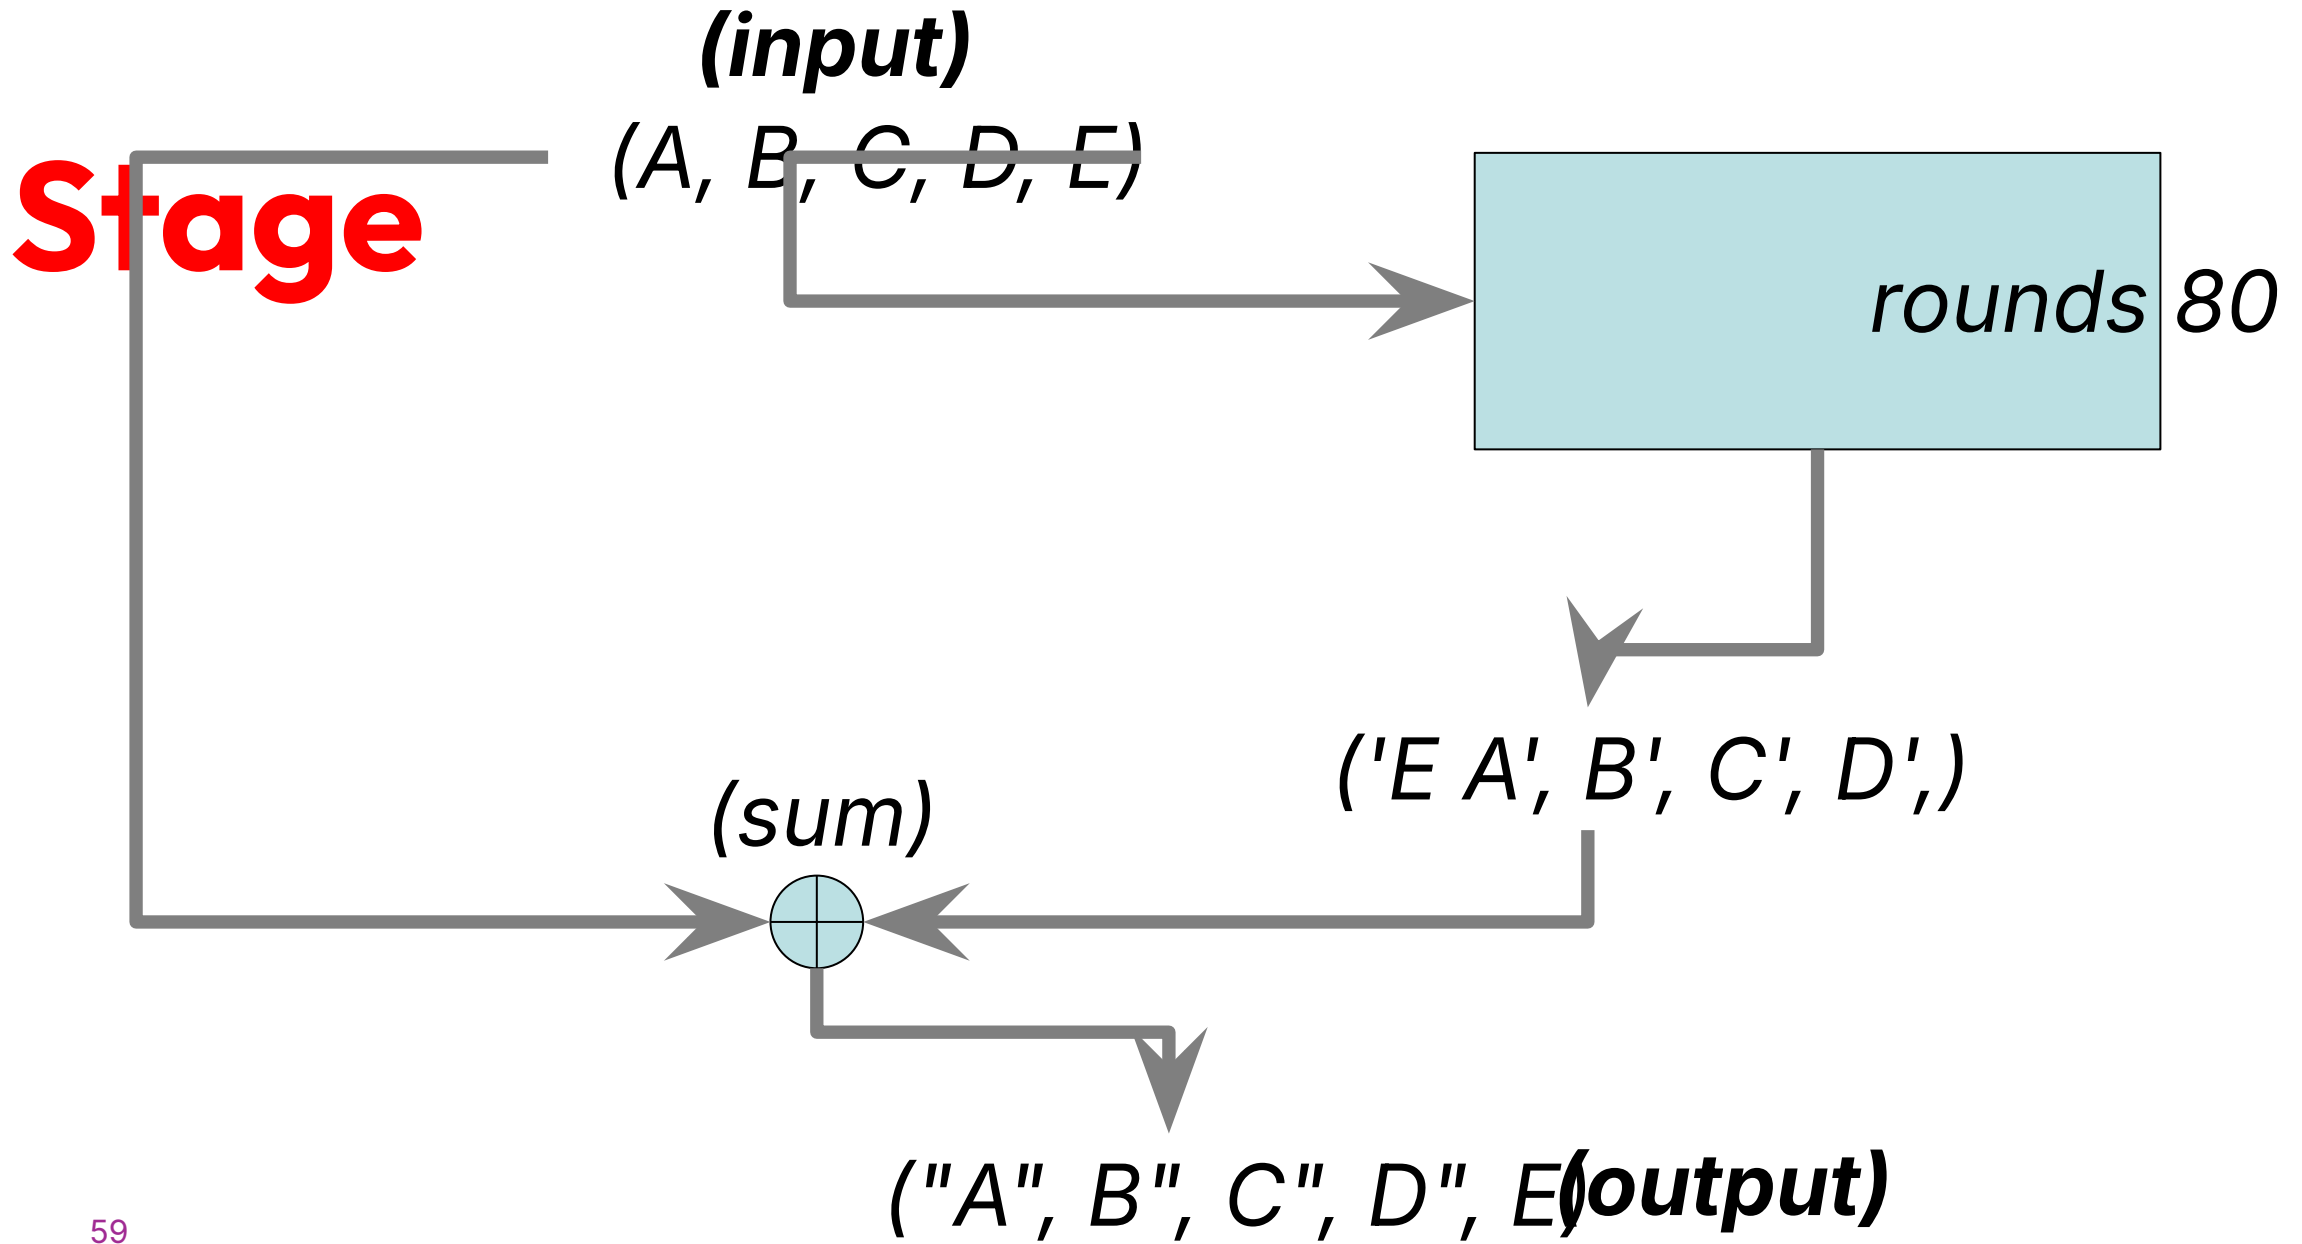 (input)
(A, B, C, D, E)
Stage
rounds 80
('E A', B', C', D',)
(sum)
("A", B", C", D", E)
(output)
59